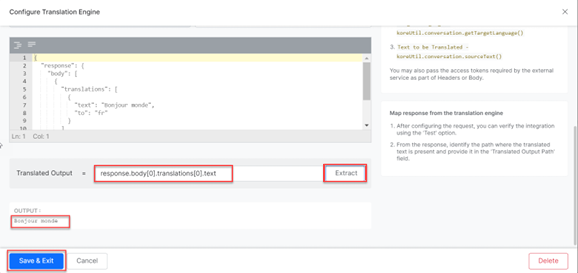 Configure Translation Engine
koreUtil.conversation.getTargetLanguage()
3. Text to be Translated -
koreUtil.conversation.sourceText()
You may also pass the access tokens required by the external
service as part of Headers or Body.
1 {
2 "response": {
3 "body": [
4 {
5 "translations": [
6 {
7 "text": "Bonjour monde",
8 "to": "fr"
9 }
10 ]
Ln: 1 Col: 1
Map response from the translation engine
1. After configuring the request, you can verify the integration
using the 'Test' option.
2. From the response, identify the path where the translated
text is present and provide it in the 'Translated Output Path'
field.
Translated Output = response.body[0].translations[0].text Extract
OUTPUT :
Bonjour monde
Save & Exit Cancel Delete